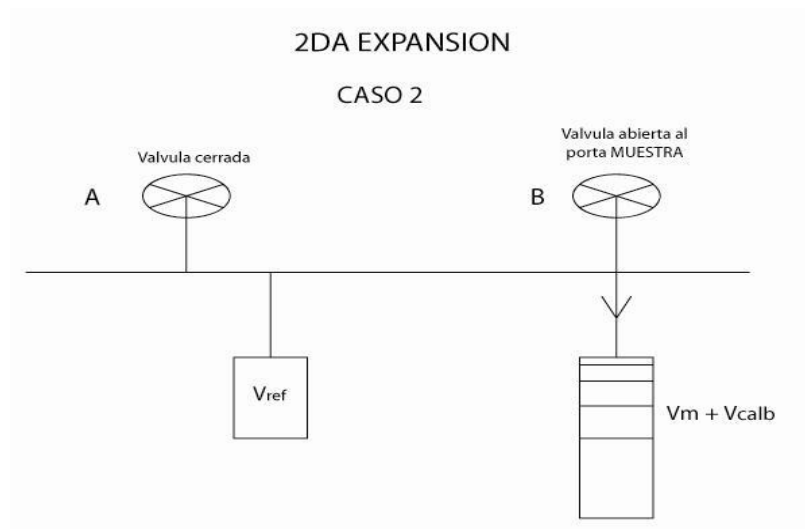 2DA EXPANSION
CASO 2
Valvula cerrada
Valvula abierta al
porta MUESTRA
A
B
Vref
Vm + Vcalb